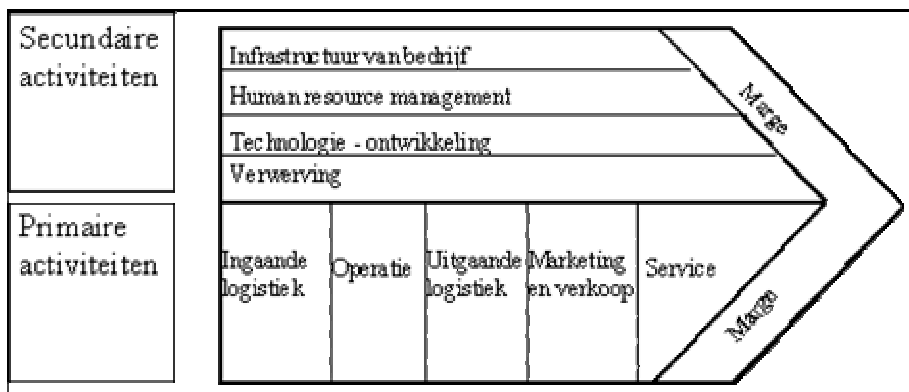 Secundaire
activiteiten
Infrastructuur van bedrijf
Human resource management
Technologie - ontwikkeling
Verwerving
Marge
Primaire
activiteiten
Ingaande
logistiek
Operatie
Uitgaande
logistiek
Marketing
en verkoop
Service
Marge